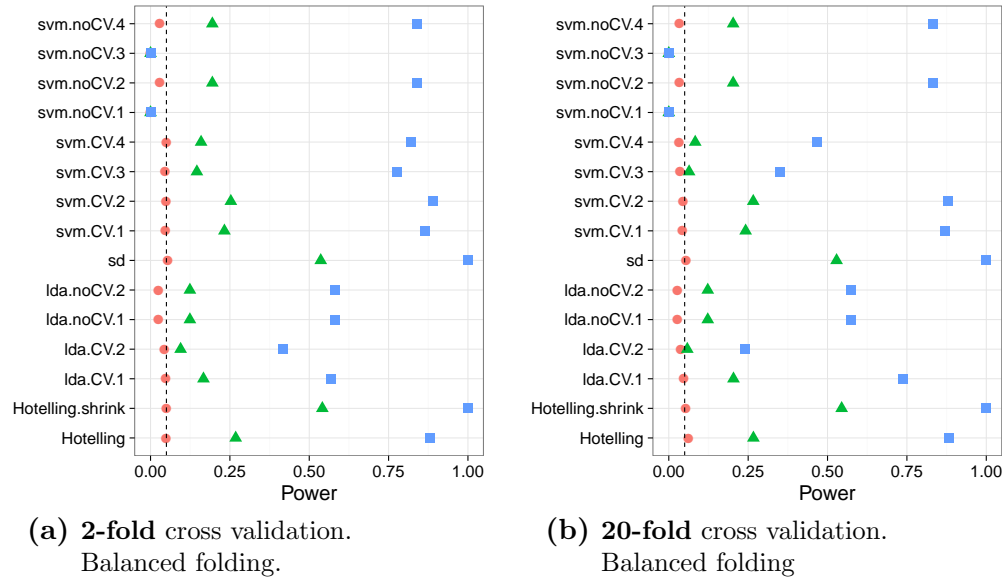 svm.noCV.4
svm.noCV.3
svm.noCV.2
svm.noCV.1
svm.CV.4
svm.CV.3
svm.CV.2
svm.CV.1
sd
lda.noCV.2
lda.noCV.1
lda.CV.2
lda.CV.1
Hotelling.shrink
Hotelling
0.00 0.25 0.50 0.75 1.00
Power
(a) 2-fold cross validation.
Balanced folding.
svm.noCV.4
svm.noCV.3
svm.noCV.2
svm.noCV.1
svm.CV.4
svm.CV.3
svm.CV.2
svm.CV.1
sd
lda.noCV.2
lda.noCV.1
lda.CV.2
lda.CV.1
Hotelling.shrink
Hotelling
0.00 0.25 0.50 0.75 1.00
Power
(b) 20-fold cross validation.
Balanced folding